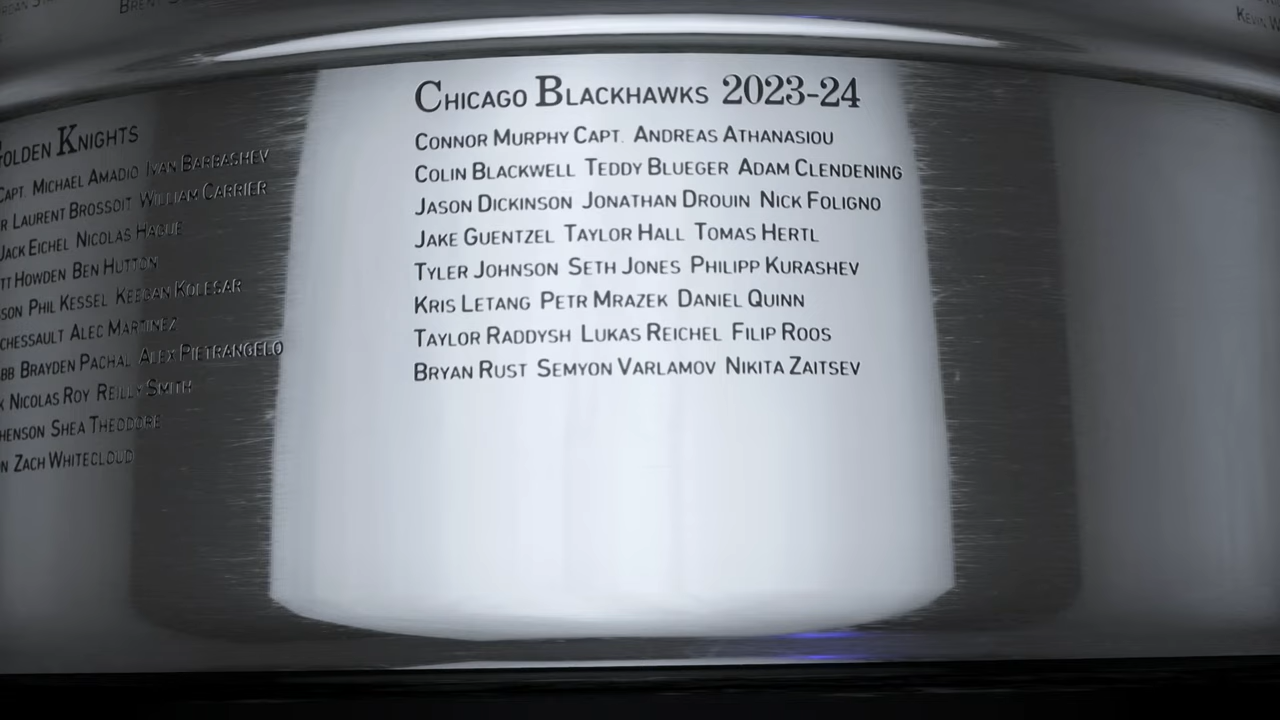 Brent
Kevin W
Golden Knights
Capt. Michael Amadio Ivan Barbashev
Laurent Brossoit William Carrier
Jack Eichel Nicolas Hague
Howden Ben Hutton
Phil Kessel Keegan Kolesar
Alec Martinez
Brayden Pachal Alex Pietrangelo
Nicolas Roy Reilly Smith
Shea Theodore
Zach Whitecloud
Chicago Blackhawks 2023-24
Connor Murphy Capt. Andreas Athanasiou
Colin Blackwell Teddy Blueger Adam Clendening
Jason Dickinson Jonathan Drouin Nick Foligno
Jake Guentzel Taylor Hall Tomas Hertl
Tyler Johnson Seth Jones Philipp Kurashev
Kris Letang Petr Mrazek Daniel Quinn
Taylor Raddysh Lukas Reichel Filip Roos
Bryan Rust Semyon Varlamov Nikita Zaitsev